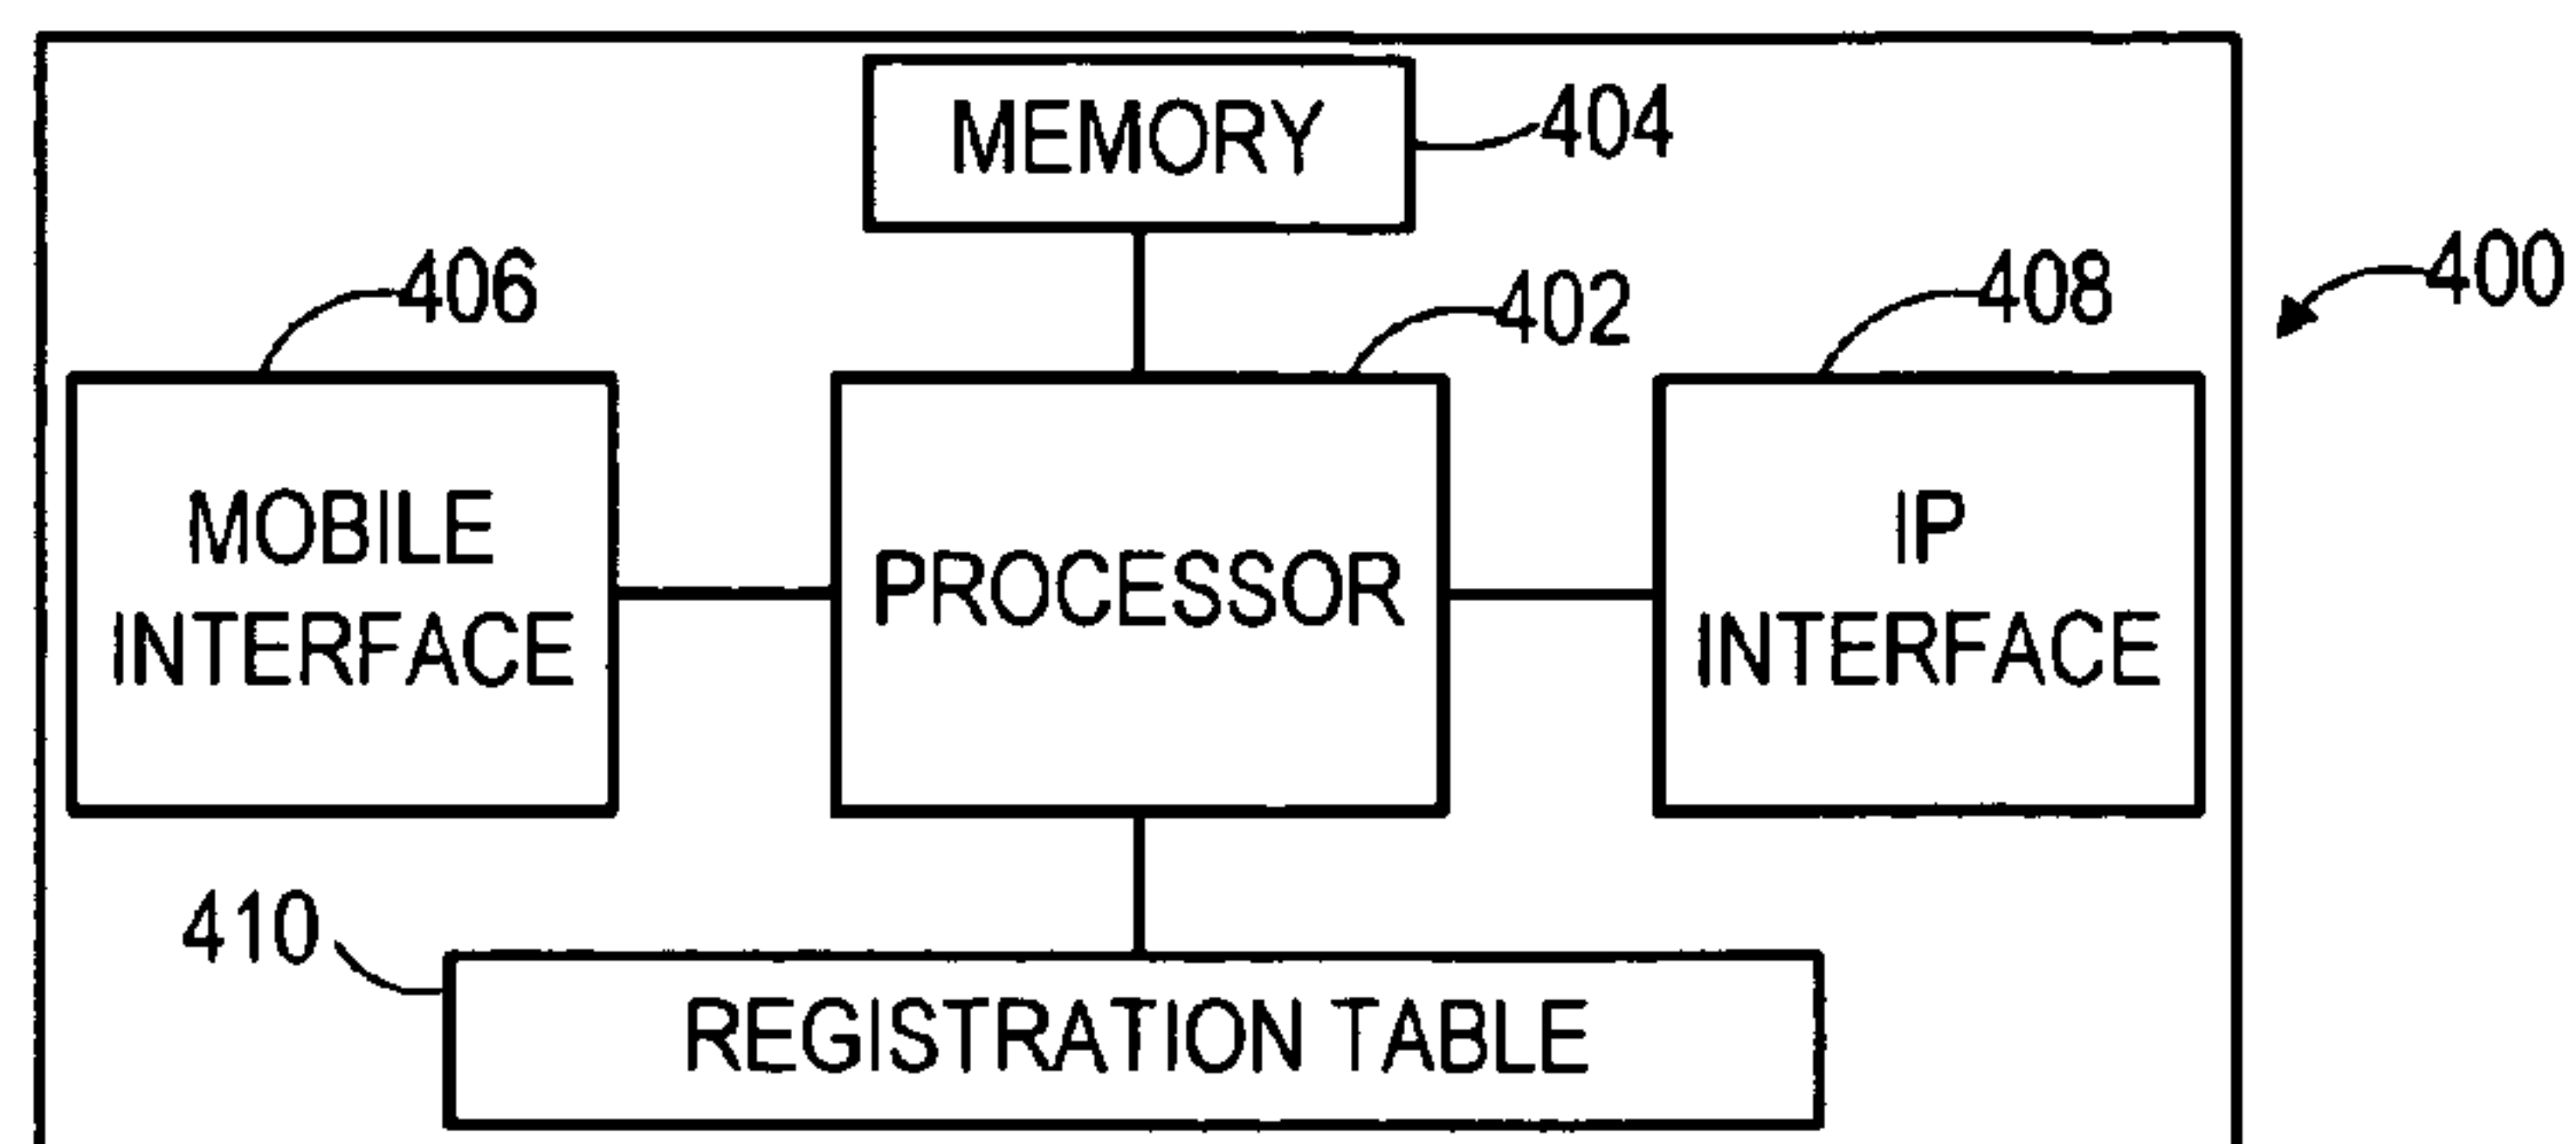 MEMORY
404
406
402
408
400
MOBILE
INTERFACE
PROCESSOR
IP
INTERFACE
410
REGISTRATION TABLE